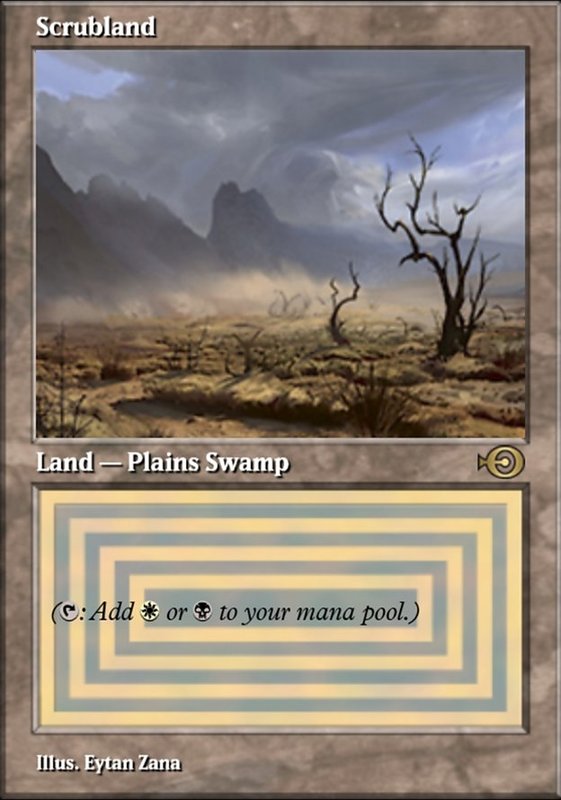 Scrubland
Land — Plains Swamp
(: Add or to your mana pool.)
Illus. Eytan Zana